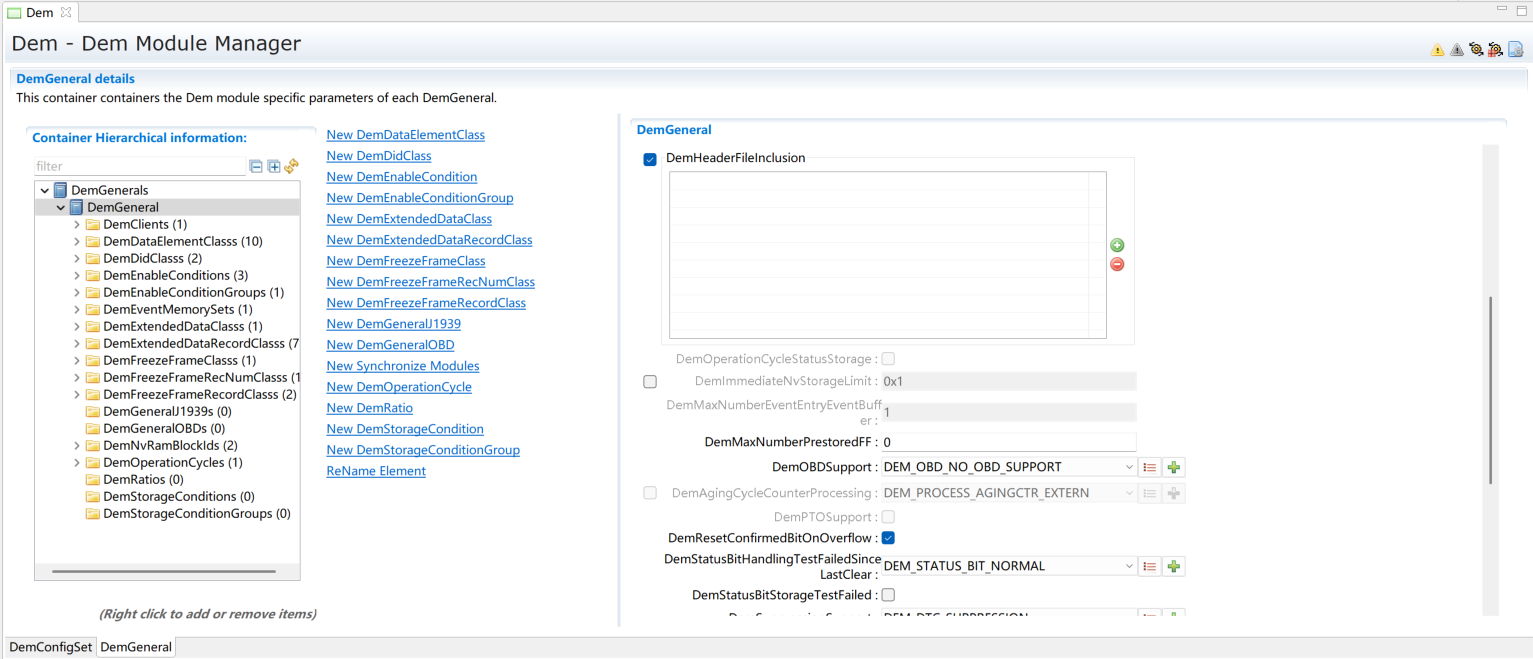 Dem
Dem - Dem Module Manager
DemGeneral details
This container containers the Dem module specific parameters of each DemGeneral.
Container Hierarchical information:
filter
DemGenerals
DemGeneral
DemClients (1)
DemDataElementClasss (10)
DemDidClasss (2)
DemEnableConditions (3)
DemEnableConditionGroups (1)
DemEventMemorySets (1)
DemExtendedDataClasss (1)
DemExtendedDataRecordClasss (7
DemFreezeFrameClasss (1)
DemFreezeFrameRecNumClasss (1
DemFreezeFrameRecordClasss (2)
DemGeneralJ1939s (0)
DemGeneralOBDs (0)
DemNvRamBlockIds (2)
DemOperationCycles (1)
DemRatios (0)
DemStorageConditions (0)
DemStorageConditionGroups (0)
(Right click to add or remove items)
New DemDataElementClass
New DemDidClass
New DemEnableCondition
New DemEnableConditionGroup
New DemExtendedDataClass
New DemExtendedDataRecordClass
New DemFreezeFrameClass
New DemFreezeFrameRecNumClass
New DemFreezeFrameRecordClass
New DemGeneralJ1939
New DemGeneralOBD
New Synchronize Modules
New DemOperationCycle
New DemRatio
New DemStorageCondition
New DemStorageConditionGroup
ReName Element
DemGeneral
DemHeaderFileInclusion
DemOperationCycleStatusStorage :
DemImmediateNvStorageLimit : 0x1
DemMaxNumberEventEntryEventBuff
er : 1
DemMaxNumberPrestoredFF : 0
DemOBDSupport : DEM_OBD_NO_OBD_SUPPORT
DemAgingCycleCounterProcessing : DEM_PROCESS_AGINGCTR_EXTERN
DemPTOSupport :
DemResetConfirmedBitOnOverflow :
DemStatusBitHandlingTestFailedSince
LastClear : DEM_STATUS_BIT_NORMAL
DemStatusBitStorageTestFailed :
DemConfigSet DemGeneral